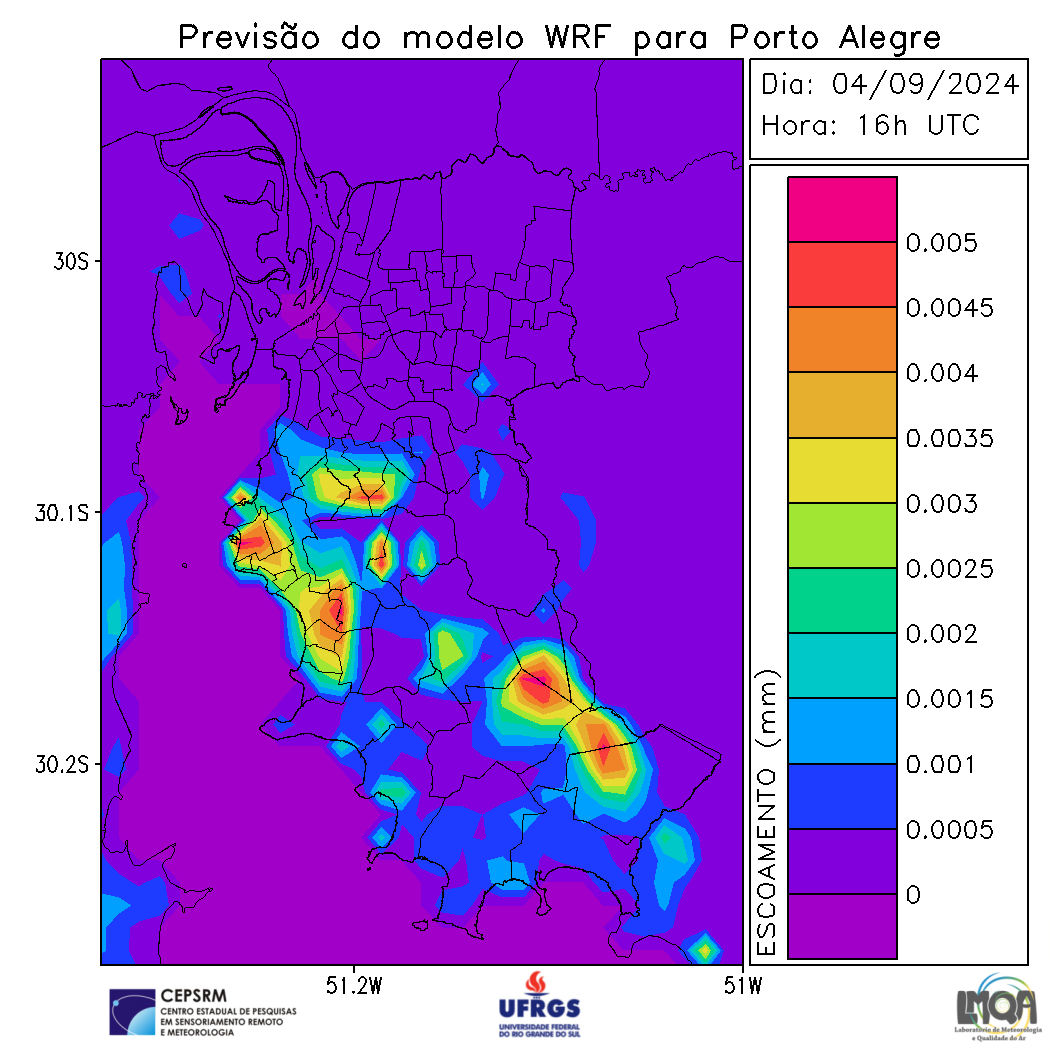 Previsão do modelo WRF para Porto Alegre
Dia: 04/09/2024
Hora: 16h UTC
30S
30.1S
30.2S
51.2W
51W
ESCOAMENTO (mm)
0.005
0.0045
0.004
0.0035
0.003
0.0025
0.002
0.0015
0.001
0.0005
0
CEPSRM
CENTRO ESTADUAL DE PESQUISAS
EM SENSORIAMENTO REMOTO
E METEOROLOGIA
UFRGS
UNIVERSIDADE FEDERAL
DO RIO GRANDE DO SUL
LMQA
Laboratório de Meteorologia
e Qualidade do Ar